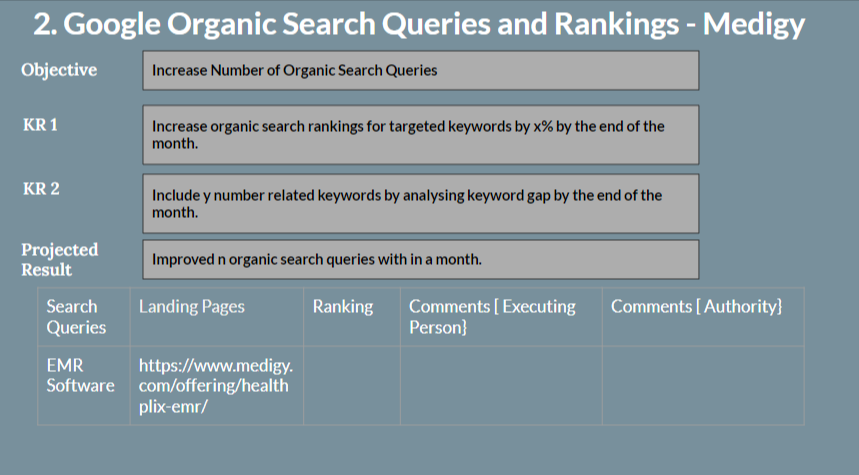 2. Google Organic Search Queries and Rankings - Medigy
Objective
Increase Number of Organic Search Queries
KR 1
Increase organic search rankings for targeted keywords by x% by the end of the
month.
KR 2
Include y number related keywords by analysing keyword gap by the end of the
month.
Projected
Result
Improved n organic search queries with in a month.
Search
Queries
Landing Pages
Ranking
Comments [ Executing
Person}
Comments [ Authority}
EMR
Software
https://www.medigy.
com/offering/health
plix-emr/